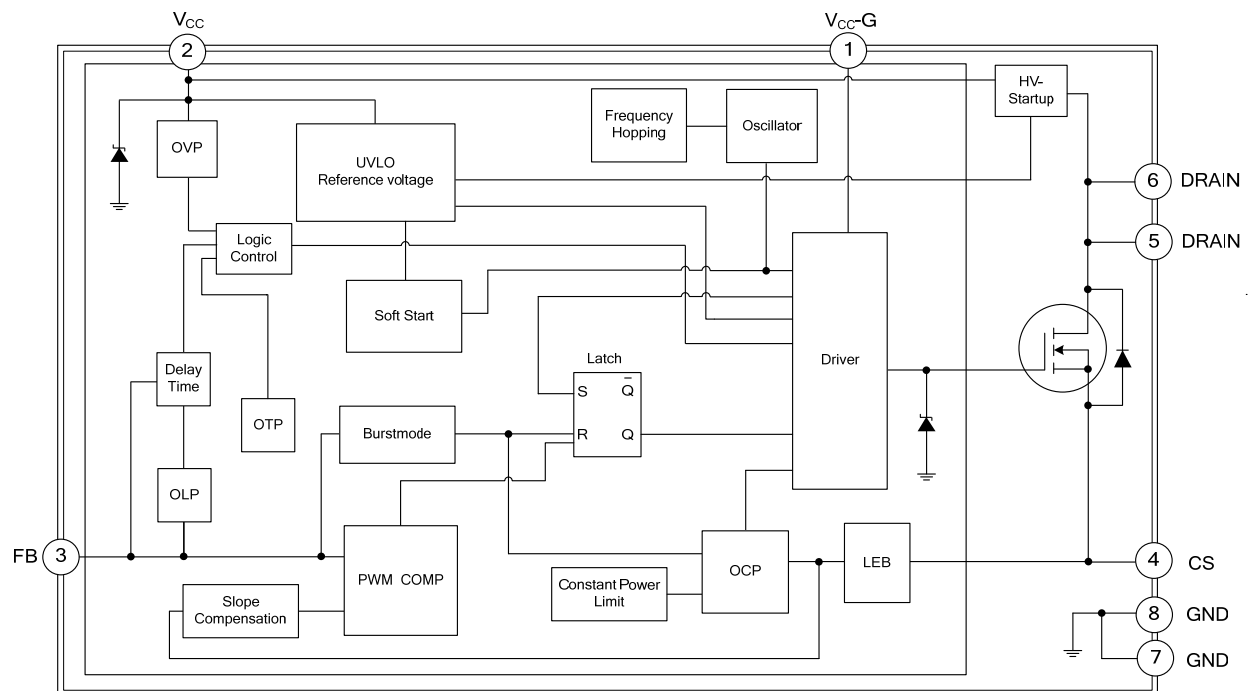 VCC
VCC-G
2
1
HV-
Startup
Frequency
Hopping
Oscillator
OVP
UVLO
Reference voltage
6
DRAIN
5
DRAIN
Logic
Control
Soft Start
Driver
Latch
Delay
Time
S
Q̅
OTP
Burstmode
R
Q
OLP
FB
3
PWM COMP
OCP
LEB
4
CS
Constant Power
Limit
Slope
Compensation
8
GND
7
GND